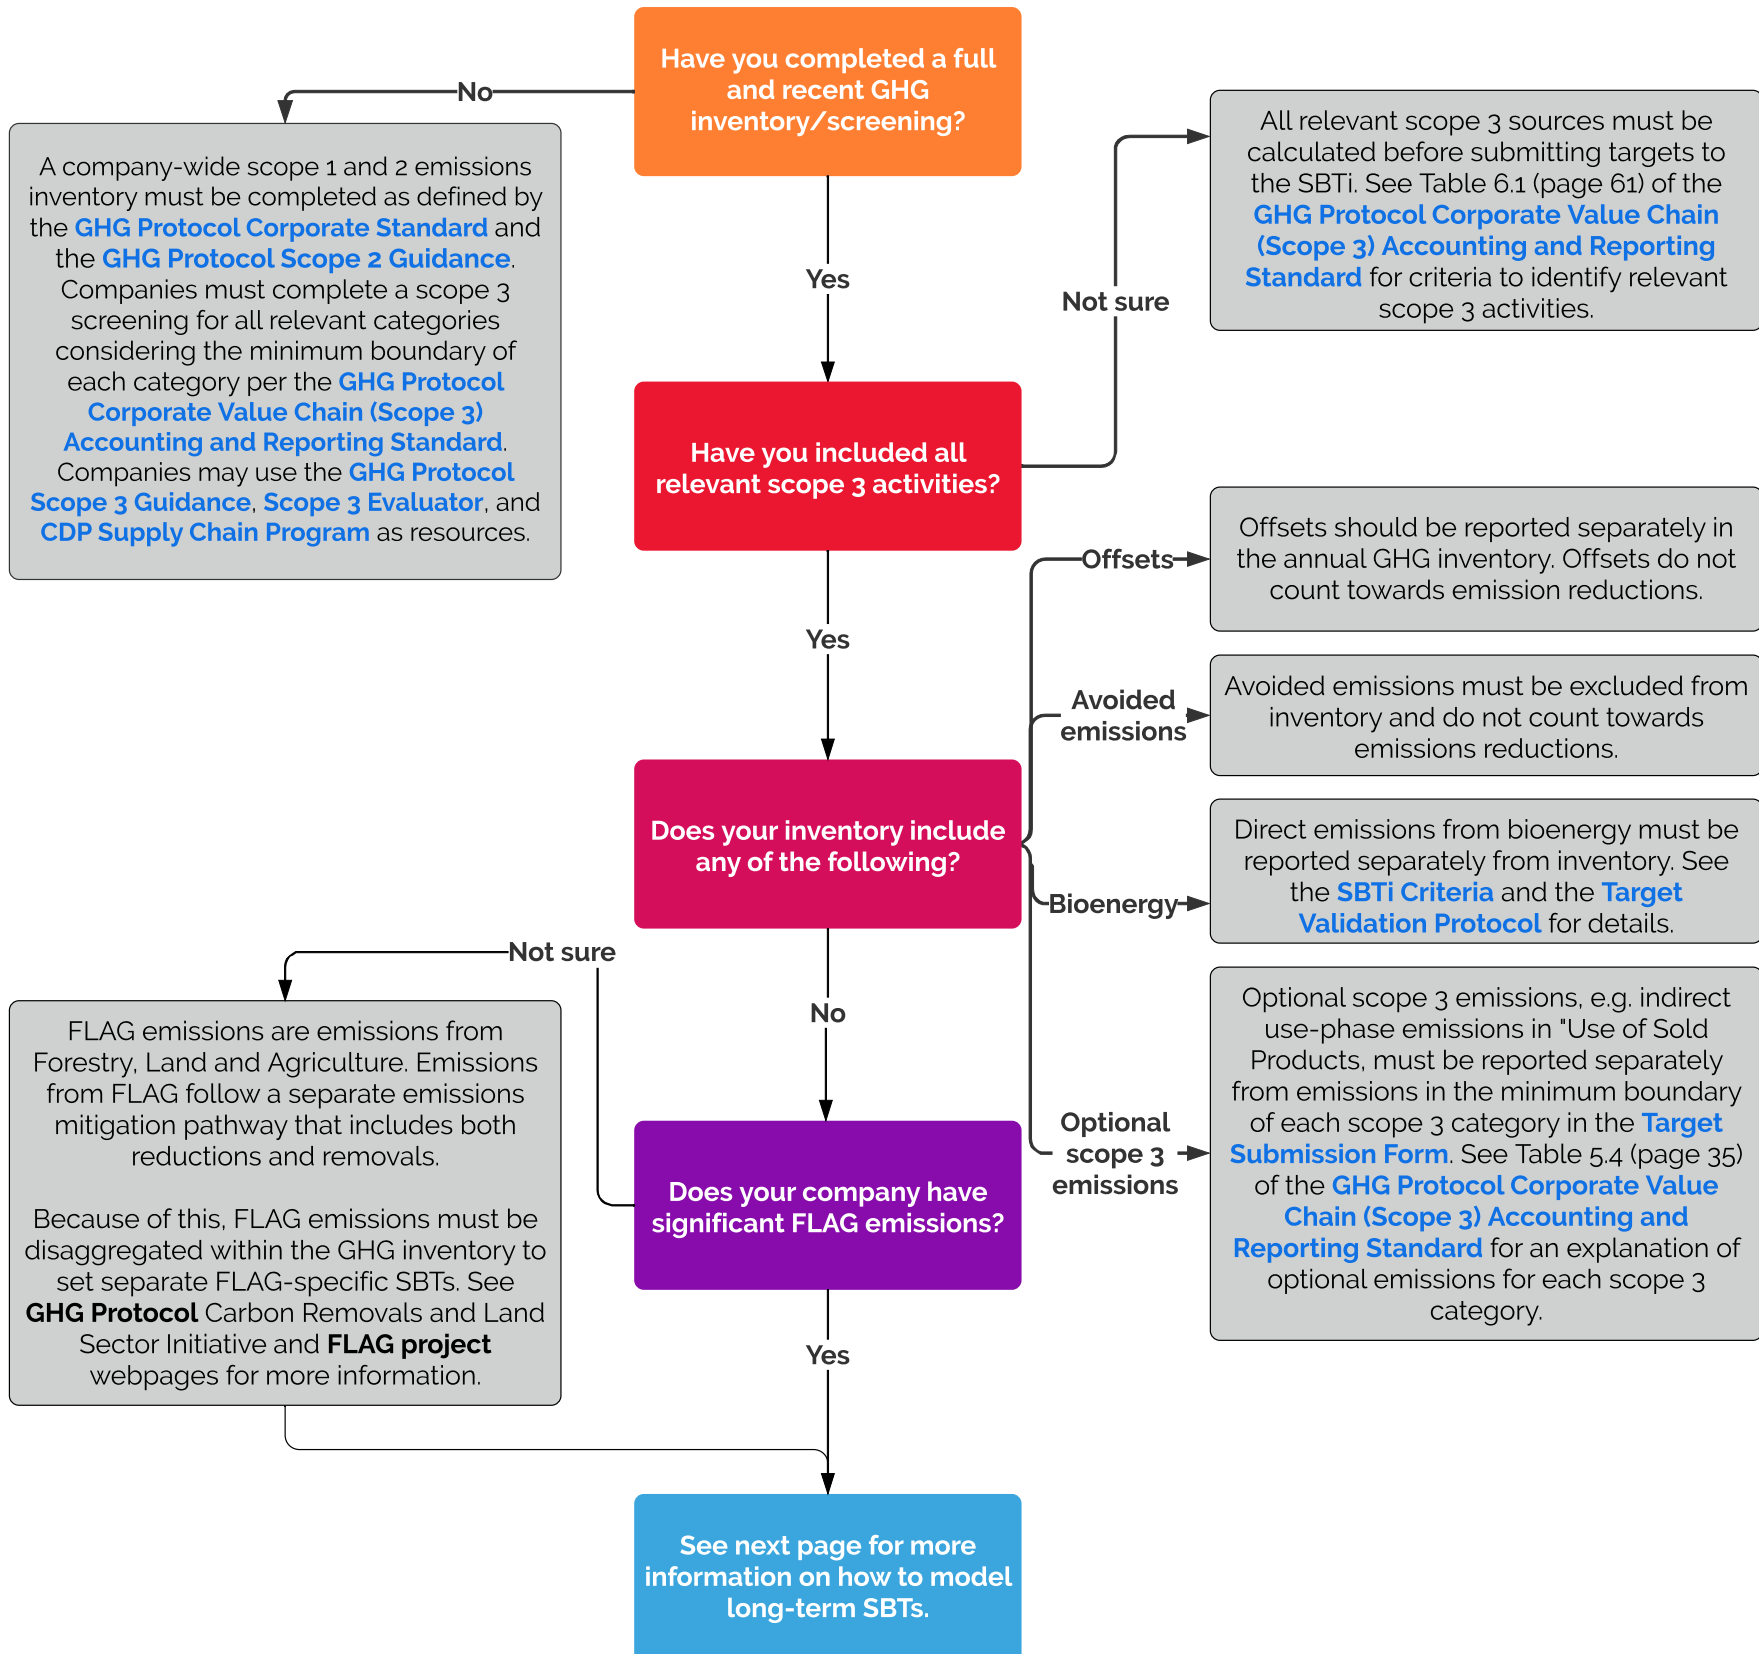 Have you completed a full
and recent GHG
inventory/screening?
No
A company-wide scope 1 and 2 emissions
inventory must be completed as defined by
the GHG Protocol Corporate Standard and
the GHG Protocol Scope 2 Guidance.
Companies must complete a scope 3
screening for all relevant categories
considering the minimum boundary of
each category per the GHG Protocol
Corporate Value Chain (Scope 3)
Accounting and Reporting Standard.
Companies may use the GHG Protocol
Scope 3 Guidance, Scope 3 Evaluator, and
CDP Supply Chain Program as resources.
Yes
Have you included all
relevant scope 3 activities?
Not sure
All relevant scope 3 sources must be
calculated before submitting targets to
the SBTi. See Table 6.1 (page 61) of the
GHG Protocol Corporate Value Chain
(Scope 3) Accounting and Reporting
Standard for criteria to identify relevant
scope 3 activities.
Yes
Does your inventory include
any of the following?
Offsets
Offsets should be reported separately in
the annual GHG inventory. Offsets do not
count towards emission reductions.
Avoided
emissions
Avoided emissions must be excluded from
inventory and do not count towards
emissions reductions.
Bioenergy
Direct emissions from bioenergy must be
reported separately from inventory. See
the SBTi Criteria and the Target
Validation Protocol for details.
Optional
scope 3
emissions
Optional scope 3 emissions, e.g. indirect
use-phase emissions in "Use of Sold
Products, must be reported separately
from emissions in the minimum boundary
of each scope 3 category in the Target
Submission Form. See Table 5.4 (page 35)
of the GHG Protocol Corporate Value
Chain (Scope 3) Accounting and
Reporting Standard for an explanation of
optional emissions for each scope 3
category.
No
Does your company have
significant FLAG emissions?
Not sure
FLAG emissions are emissions from
Forestry, Land and Agriculture. Emissions
from FLAG follow a separate emissions
mitigation pathway that includes both
reductions and removals.
Because of this, FLAG emissions must be
disaggregated within the GHG inventory to
set separate FLAG-specific SBTs. See
GHG Protocol Carbon Removals and Land
Sector Initiative and FLAG project
webpages for more information.
Yes
See next page for more
information on how to model
long-term SBTs.